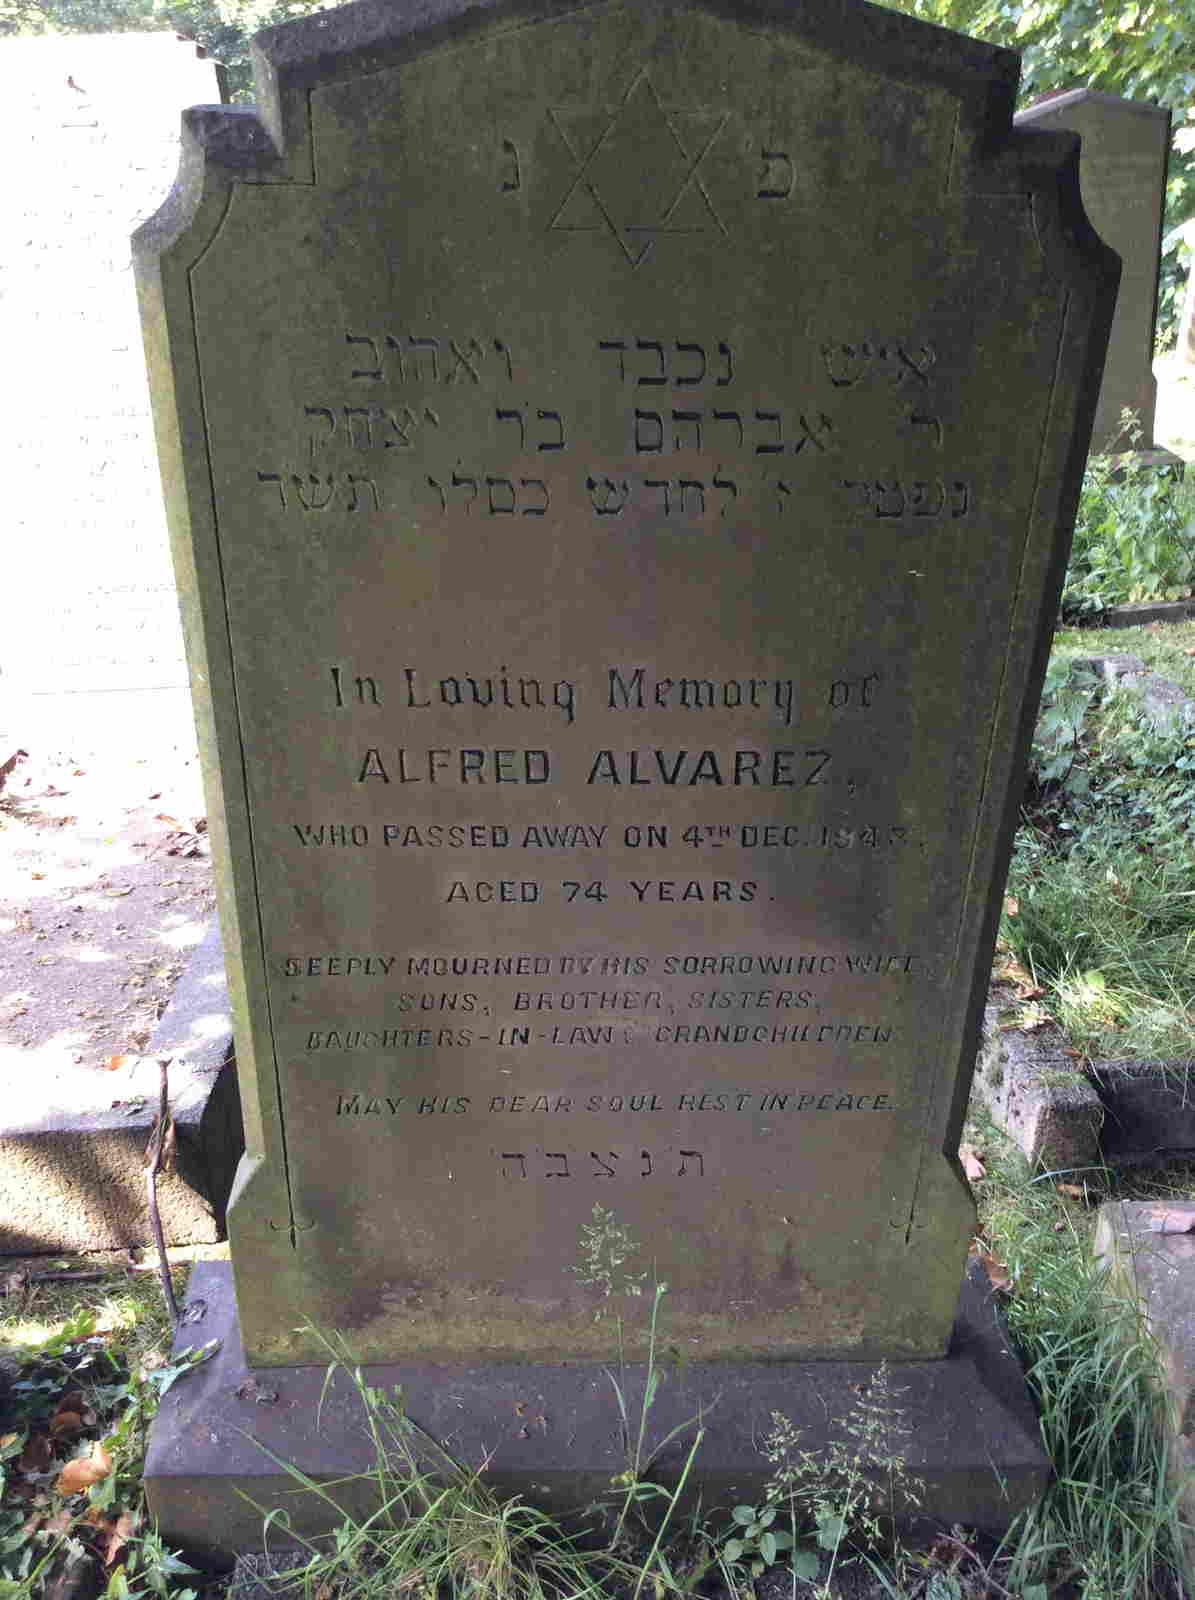 פ' נ
איש נכבד ואהוב
ר' אברהם בר יצחק
נפטר ז' לחדש כסלו תשד
In Loving Memory of
ALFRED ALVAREZ,
WHO PASSED AWAY ON 4TH DEC. 1943,
AGED 74 YEARS.
DEEPLY MOURNED BY HIS SORROWING WIFE
SONS, BROTHER, SISTERS,
DAUGHTERS-IN-LAW & GRANDCHILDREN
MAY HIS DEAR SOUL REST IN PEACE.
ת'נ'צ'ב'ה'